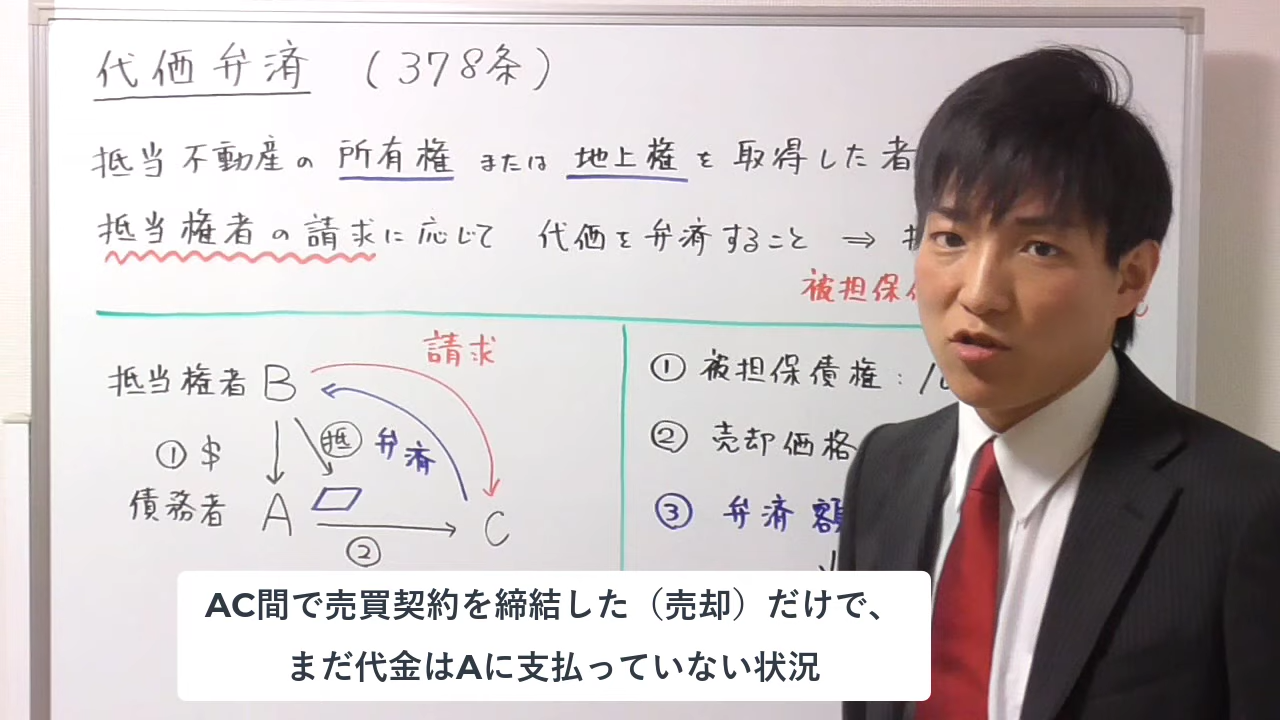 代価弁済 (378条)
抵当不動産の所有権または地上権を取得した者
抵当権者の請求に応じて 代価を弁済すること ⇒
被担保
請求
抵当権者 B
抵 弁済
① $
債務者 A
C
②
① 被担保債権:
② 売却価格
③ 弁済額
AC間で売買契約を締結した(売却)だけで、
まだ代金はAに支払っていない状況